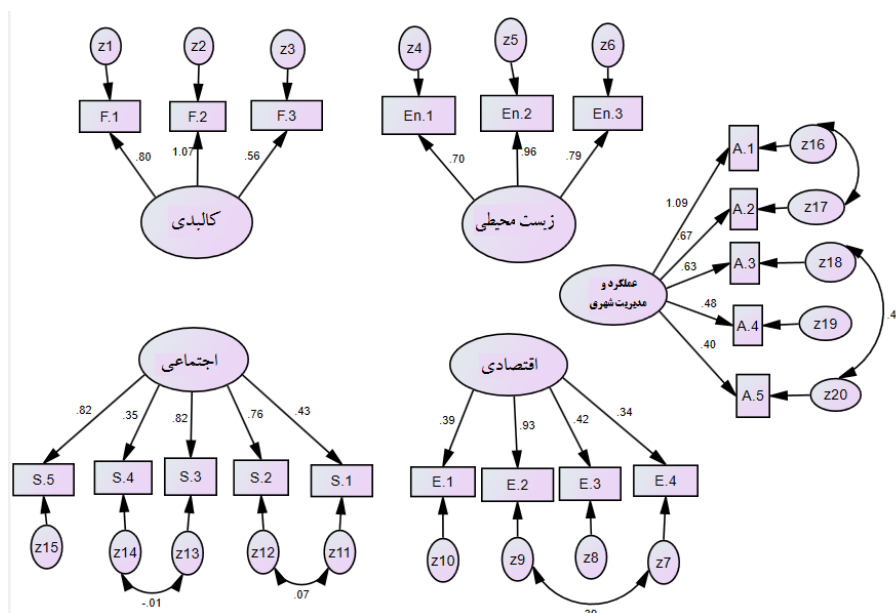 z1 z2 z3
F.1 F.2 F.3
.80 1.07 .56
کالبدی
z4 z5 z6
En.1 En.2 En.3
.70 .96 .79
زیست محیطی
A.1 z16
A.2 z17
A.3 z18
A.4 z19
A.5 z20
1.09
.67
.63
.48
.40
عملکرد و
مدیریت شهری
اجتماعی
.82 .35 .82 .76 .43
S.5 S.4 S.3 S.2 S.1
z15 z14 z13 z12 z11
-.01 .07
اقتصادی
.39 .93 .42 .34
E.1 E.2 E.3 E.4
z10 z9 z8 z7